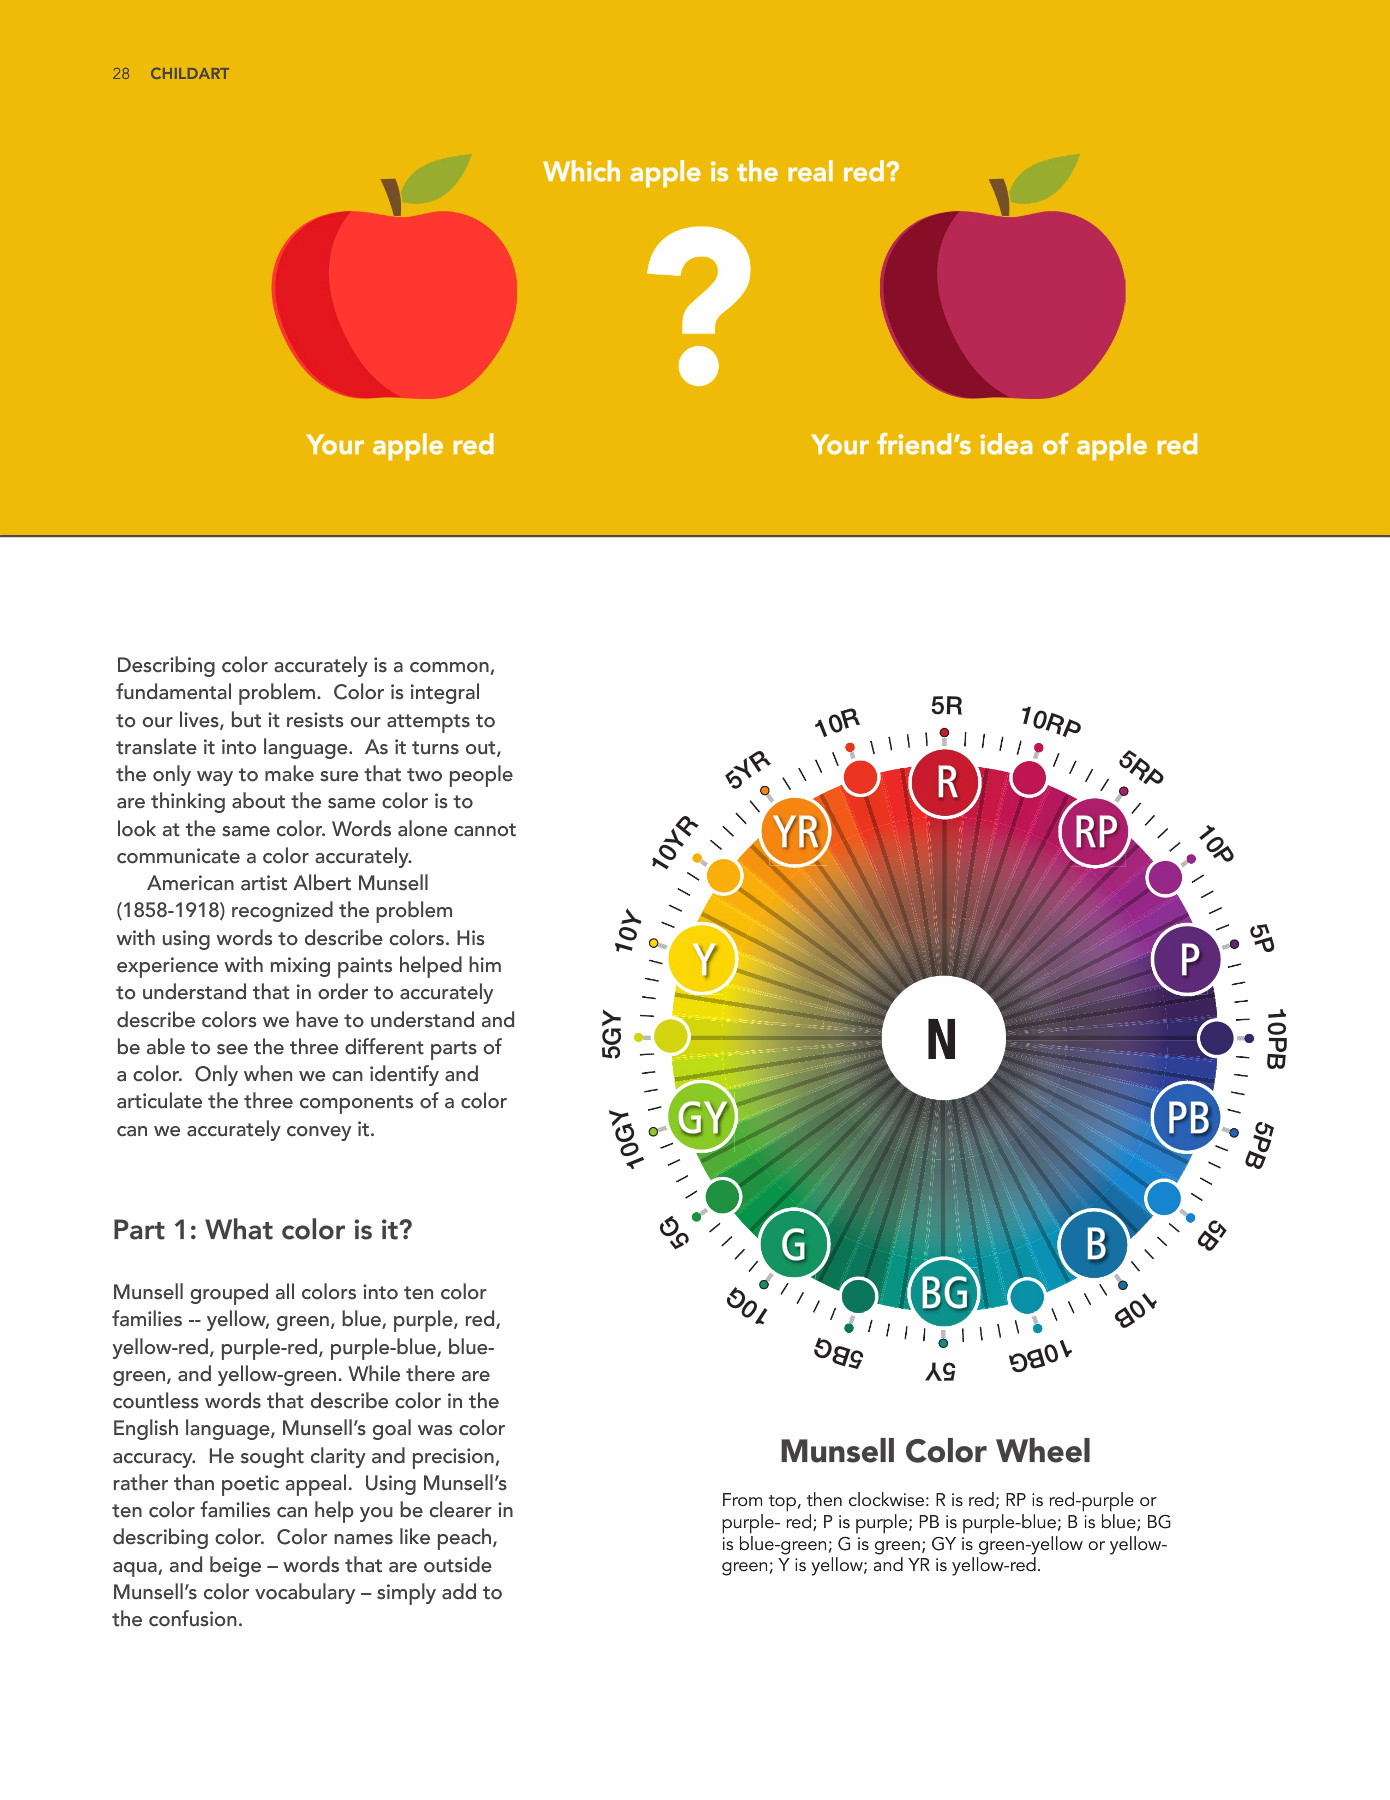 28 CHILDART
Which apple is the real red?
?
Your apple red
Your friend's idea of apple red
Describing color accurately is a common,
fundamental problem.  Color is integral
to our lives, but it resists our attempts to
translate it into language.  As it turns out,
the only way to make sure that two people
are thinking about the same color is to
look at the same color. Words alone cannot
communicate a color accurately.
American artist Albert Munsell
(1858-1918) recognized the problem
with using words to describe colors. His
experience with mixing paints helped him
to understand that in order to accurately
describe colors we have to understand and
be able to see the three different parts of
a color.  Only when we can identify and
articulate the three components of a color
can we accurately convey it.
Part 1: What color is it?
Munsell grouped all colors into ten color
families -- yellow, green, blue, purple, red,
yellow-red, purple-red, purple-blue, blue-
green, and yellow-green. While there are
countless words that describe color in the
English language, Munsell's goal was color
accuracy.  He sought clarity and precision,
rather than poetic appeal.  Using Munsell's
ten color families can help you be clearer in
describing color.  Color names like peach,
aqua, and beige – words that are outside
Munsell's color vocabulary – simply add to
the confusion.
5R
10RP
5RP
10P
5P
10PB
5PB
5B
10B
10BG
5Y
5BG
10G
5G
10GY
5GY
10Y
10YR
5YR
10R
R
RP
P
PB
B
BG
G
GY
Y
YR
N
Munsell Color Wheel
From top, then clockwise: R is red; RP is red-purple or
purple- red; P is purple; PB is purple-blue; B is blue; BG
is blue-green; G is green; GY is green-yellow or yellow-
green; Y is yellow; and YR is yellow-red.